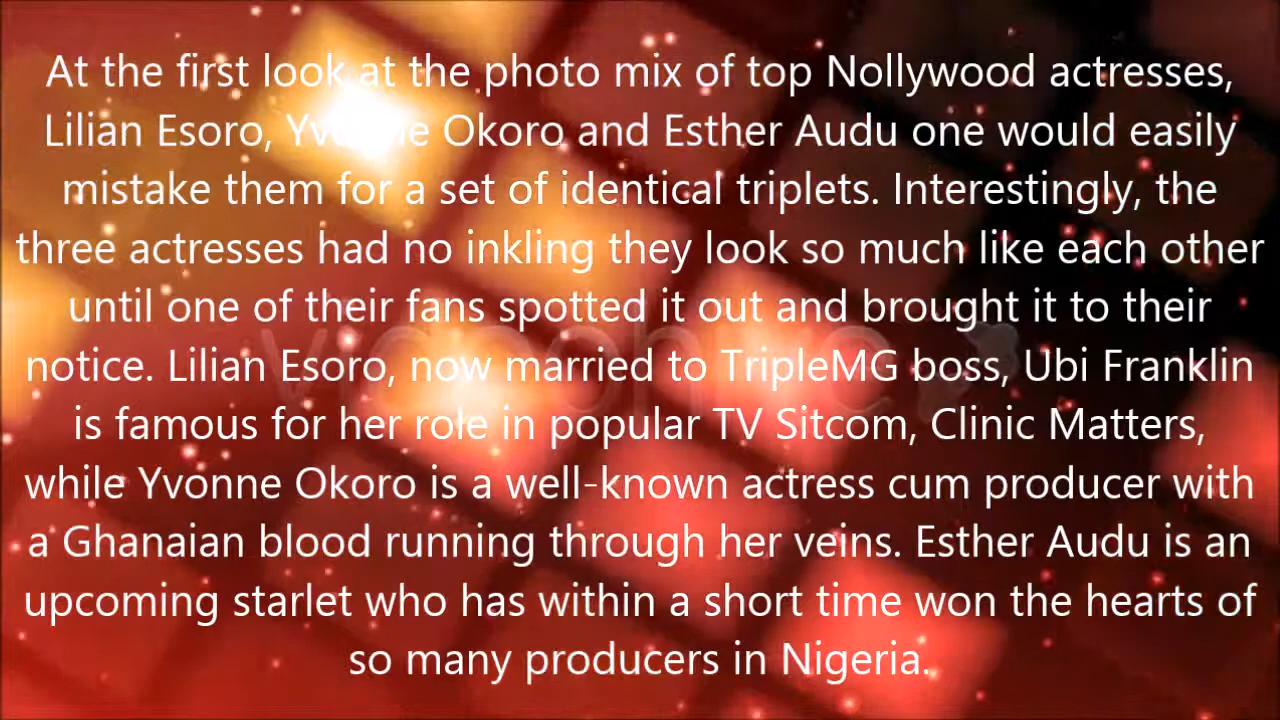 At the first look at the photo mix of top Nollywood actresses,
Lilian Esoro, Yvonne Okoro and Esther Audu one would easily
mistake them for a set of identical triplets. Interestingly, the
three actresses had no inkling they look so much like each other
until one of their fans spotted it out and brought it to their
notice. Lilian Esoro, now married to TripleMG boss, Ubi Franklin
is famous for her role in popular TV Sitcom, Clinic Matters,
while Yvonne Okoro is a well-known actress cum producer with
a Ghanaian blood running through her veins. Esther Audu is an
upcoming starlet who has within a short time won the hearts of
so many producers in Nigeria.